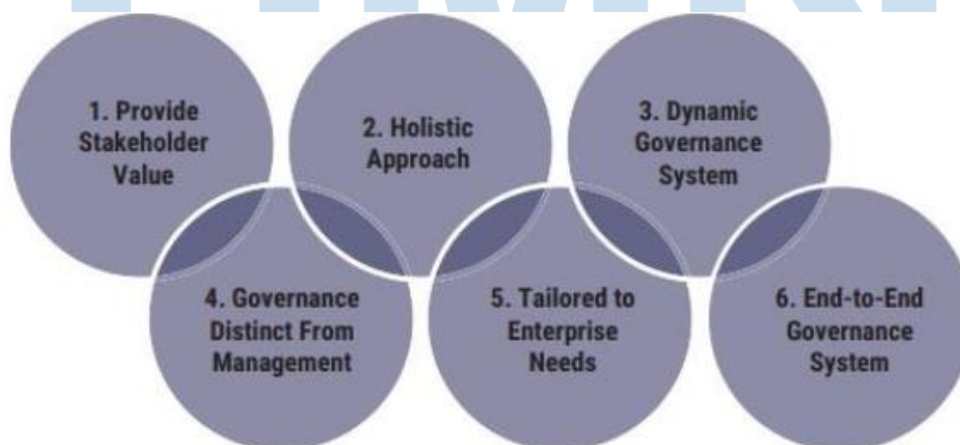 1. Provide
Stakeholder
Value
2. Holistic
Approach
3. Dynamic
Governance
System
4. Governance
Distinct From
Management
5. Tailored to
Enterprise
Needs
6. End-to-End
Governance
System